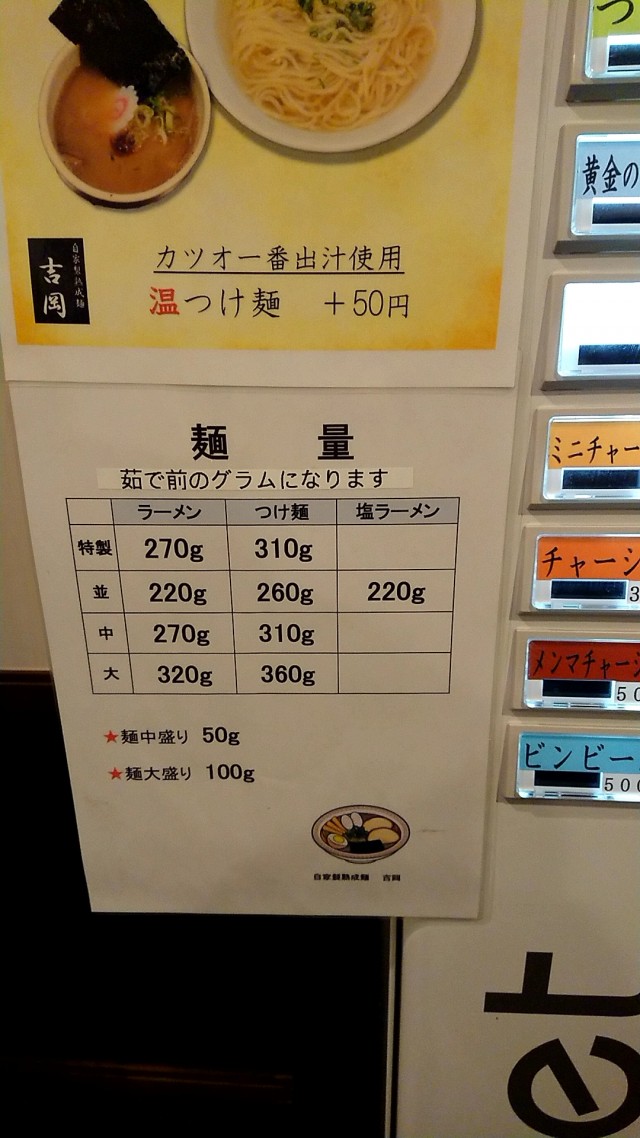 カツオ一番出汁使用
温つけ麺 +50円
自家製熟成麺
吉岡
麺 量
茹で前のグラムになります
ラーメン つけ麺 塩ラーメン
特製 270g 310g
並 220g 260g 220g
中 270g 310g
大 320g 360g
★麺中盛り 50g
★麺大盛り 100g
自家製熟成麺 吉岡
つ
黄金の
ミニチャー
チャーシ
3
メンマチャーシ
50
ビンビー
500
et